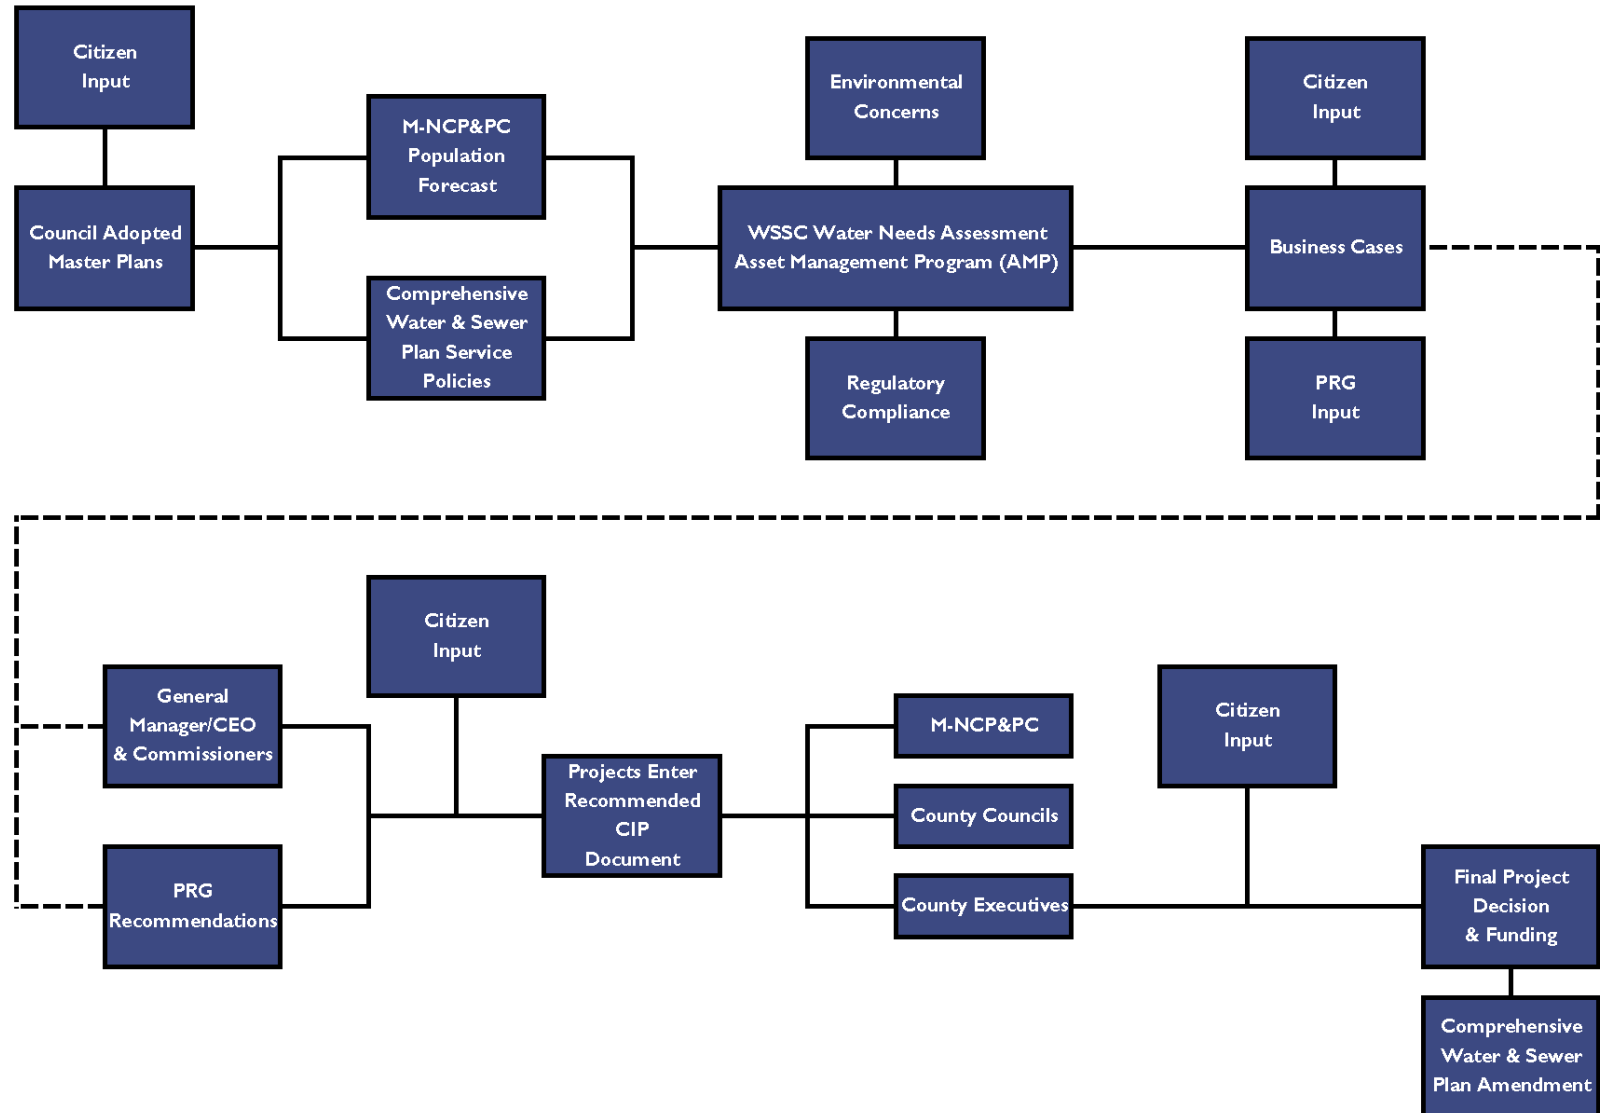 Citizen
Input
Council Adopted
Master Plans
M-NCP&PC
Population
Forecast
Comprehensive
Water & Sewer
Plan Service
Policies
Environmental
Concerns
WSSC Water Needs Assessment
Asset Management Program (AMP)
Regulatory
Compliance
Citizen
Input
Business Cases
PRG
Input
General
Manager/CEO
& Commissioners
PRG
Recommendations
Citizen
Input
Projects Enter
Recommended
CIP
Document
M-NCP&PC
County Councils
County Executives
Citizen
Input
Final Project
Decision
& Funding
Comprehensive
Water & Sewer
Plan Amendment